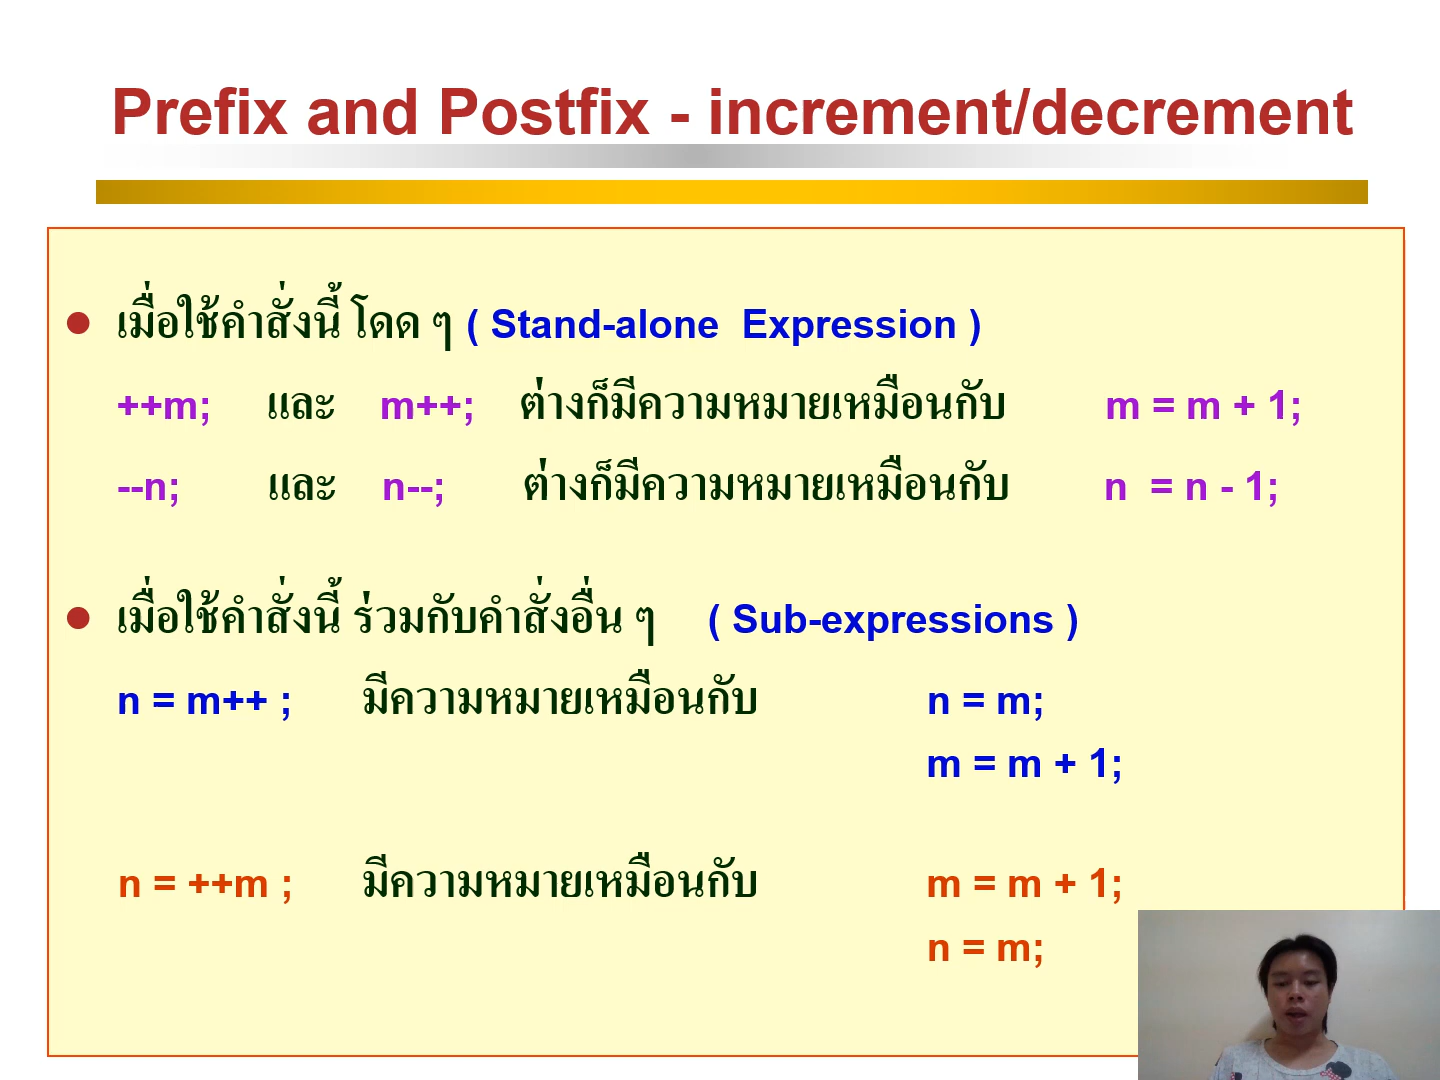 Prefix and Postfix - increment/decrement
เมื่อใช้คำสั่งนี้ โดด ๆ ( Stand-alone Expression )
++m; และ m++; ต่างก็มีความหมายเหมือนกับ m = m + 1;
--n; และ n--; ต่างก็มีความหมายเหมือนกับ n = n - 1;
เมื่อใช้คำสั่งนี้ ร่วมกับคำสั่งอื่น ๆ ( Sub-expressions )
n = m++ ; มีความหมายเหมือนกับ n = m;
m = m + 1;
n = ++m ; มีความหมายเหมือนกับ m = m + 1;
n = m;